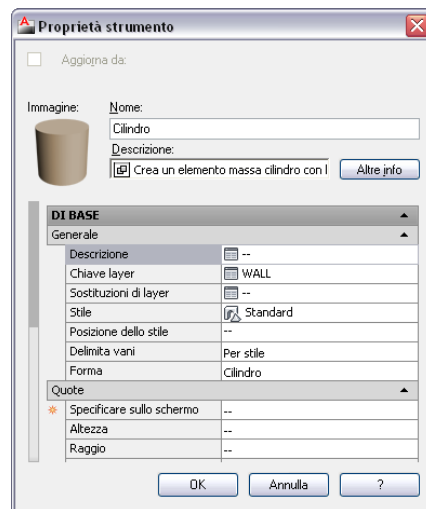 Proprietà strumento
Aggiorna da:
Immagine:
Nome:
Cilindro
Descrizione:
Crea un elemento massa cilindro con l
Altre info
DI BASE
Generale
Descrizione --
Chiave layer WALL
Sostituzioni di layer --
Stile Standard
Posizione dello stile --
Delimita vani Per stile
Forma Cilindro
Quote
Specificare sullo schermo --
Altezza --
Raggio --
OK Annulla ?